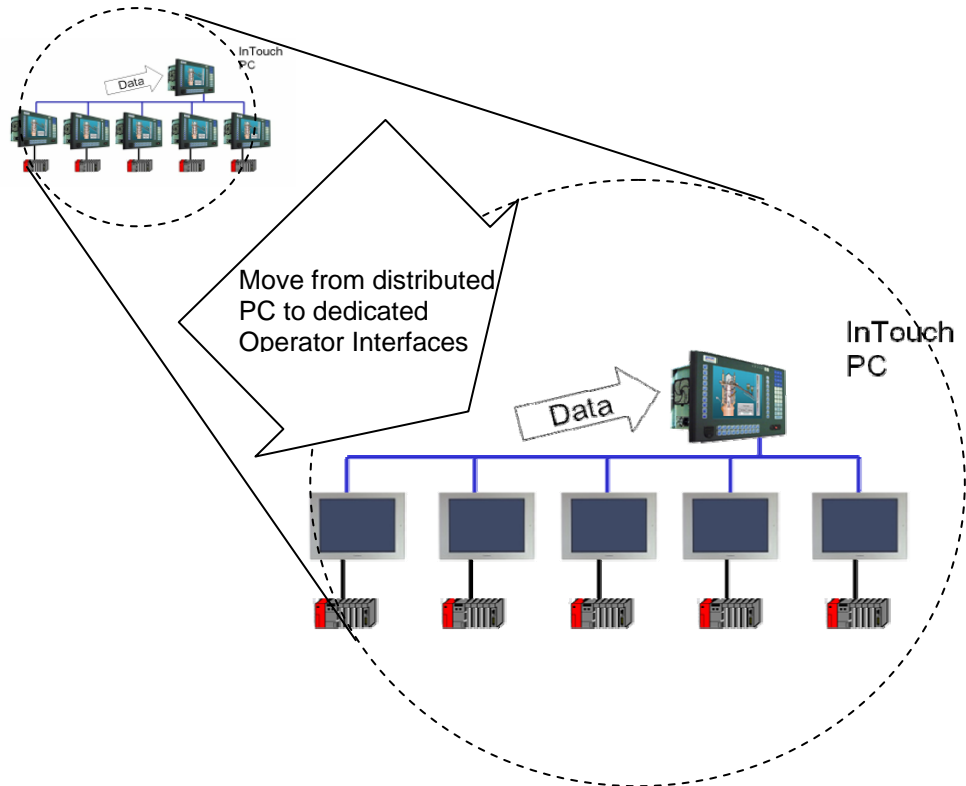 InTouch
PC
Data
Move from distributed
PC to dedicated
Operator Interfaces
InTouch
PC
Data